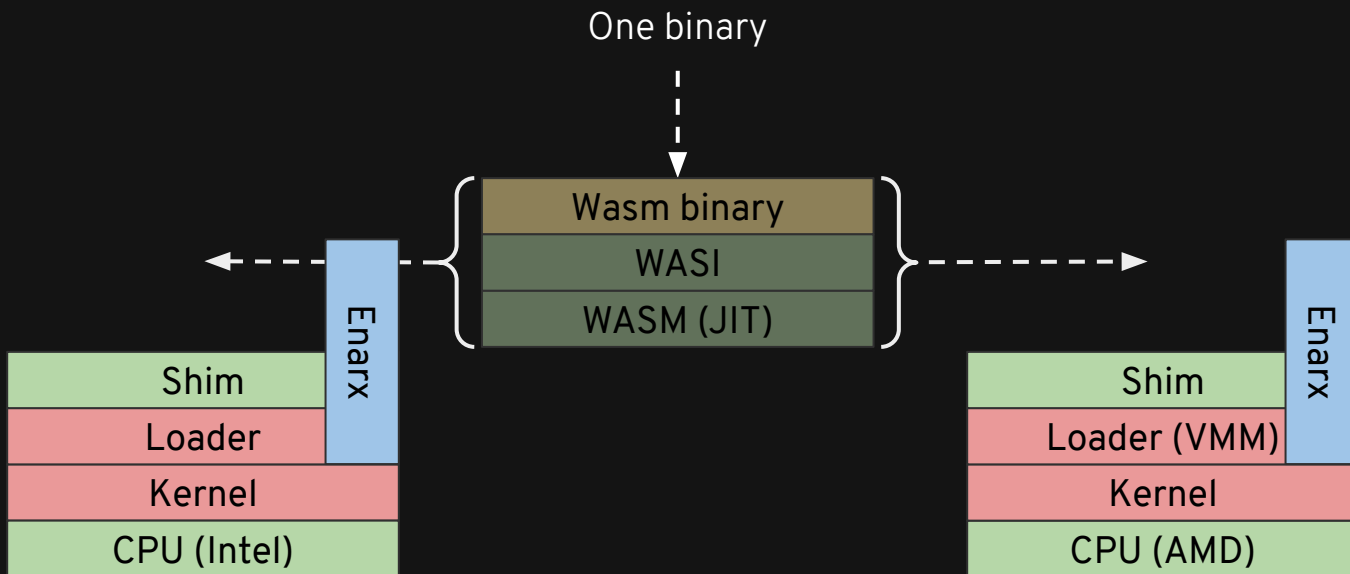 One binary
Wasm binary
WASI
WASM (JIT)
Enarx
Shim
Loader
Kernel
CPU (Intel)
Enarx
Shim
Loader (VMM)
Kernel
CPU (AMD)